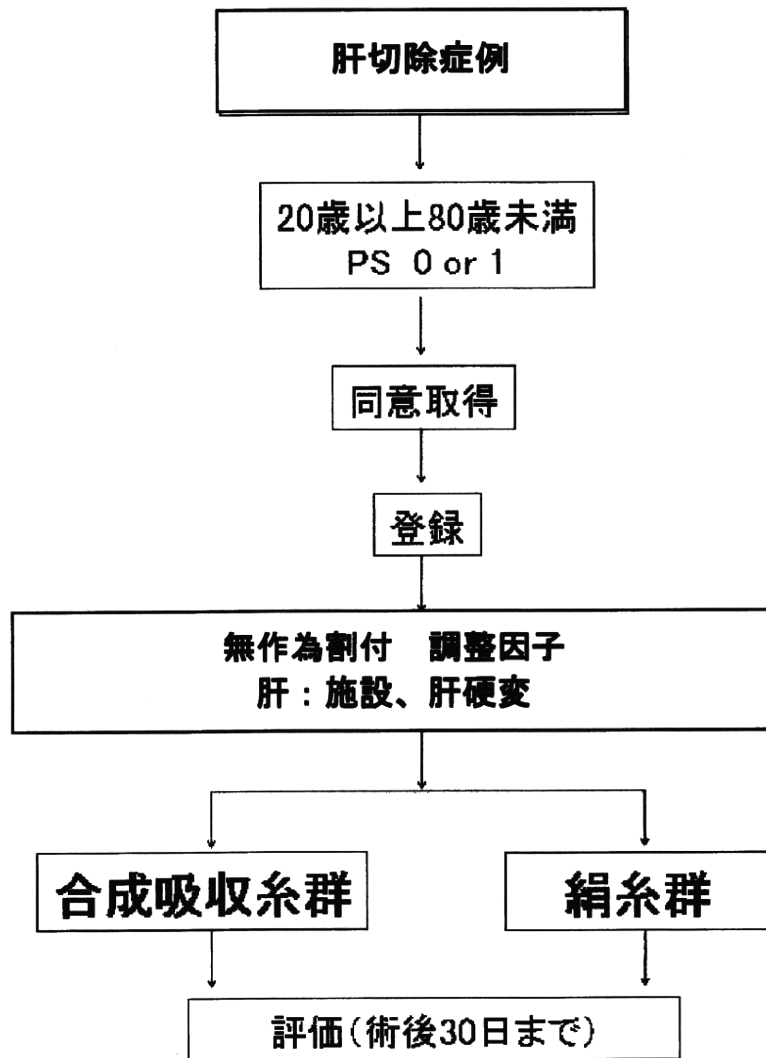 肝切除症例
20歳以上80歳未満
PS 0 or 1
同意取得
登録
無作為割付　調整因子
肝：施設、肝硬変
合成吸収糸群
絹糸群
評価（術後30日まで）